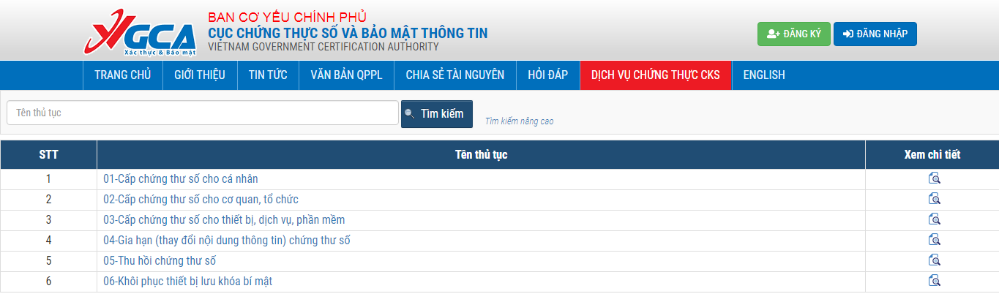 VGCA
Xác thực & Bảo mật
BAN CƠ YẾU CHÍNH PHỦ
CỤC CHỨNG THỰC SỐ VÀ BẢO MẬT THÔNG TIN
VIETNAM GOVERNMENT CERTIFICATION AUTHORITY
ĐĂNG KÝ ĐĂNG NHẬP
TRANG CHỦ GIỚI THIỆU TIN TỨC VĂN BẢN QPPL CHIA SẺ TÀI NGUYÊN HỎI ĐÁP DỊCH VỤ CHỨNG THỰC CKS ENGLISH
Tên thủ tục Tìm kiếm Tìm kiếm nâng cao
STT Tên thủ tục Xem chi tiết
1 01-Cấp chứng thư số cho cá nhân
2 02-Cấp chứng thư số cho cơ quan, tổ chức
3 03-Cấp chứng thư số cho thiết bị, dịch vụ, phần mềm
4 04-Gia hạn (thay đổi nội dung thông tin) chứng thư số
5 05-Thu hồi chứng thư số
6 06-Khôi phục thiết bị lưu khóa bí mật